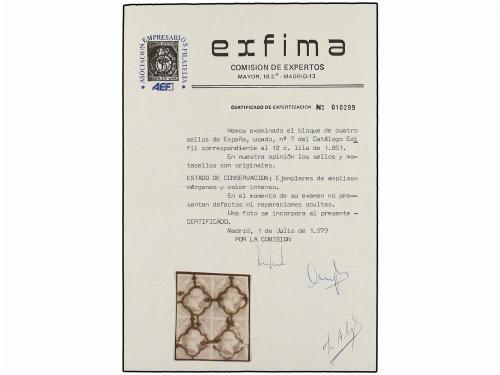 ASOCIACION EMPRESARIOS FILATELIA
AEF
exfima
COMISION DE EXPERTOS
MAYOR, 16-2.º - MADRID-13
CERTIFICADO DE EXPERTIZACION Nº 010299
Hemos examinado el bloque de cuatro
sellos de España, usado, nº 7 del Catálogo Edi
fil correspondiente al 12 c. lila de 1.851.
En nuestra opinión los sellos y ma-
tasellos son originales.
ESTADO DE CONSERVACION: Ejemplares de amplios
márgenes y color intenso.
En el momento de su examen no pre-
sentan defectos ni reparaciones ocultas.
Una foto se incorpora al presente -
CERTIFICADO.
Madrid, 1 de Julio de 1.979
POR LA COMISION